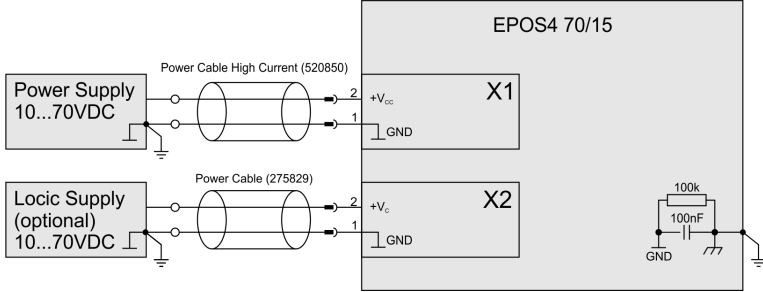 EPOS4 70/15
Power Cable High Current (520850)
Power Supply
10...70VDC
2
+Vcc
X1
1
GND
Power Cable (275829)
Locic Supply
(optional)
10...70VDC
2
+Vc
X2
1
GND
100k
100nF
GND